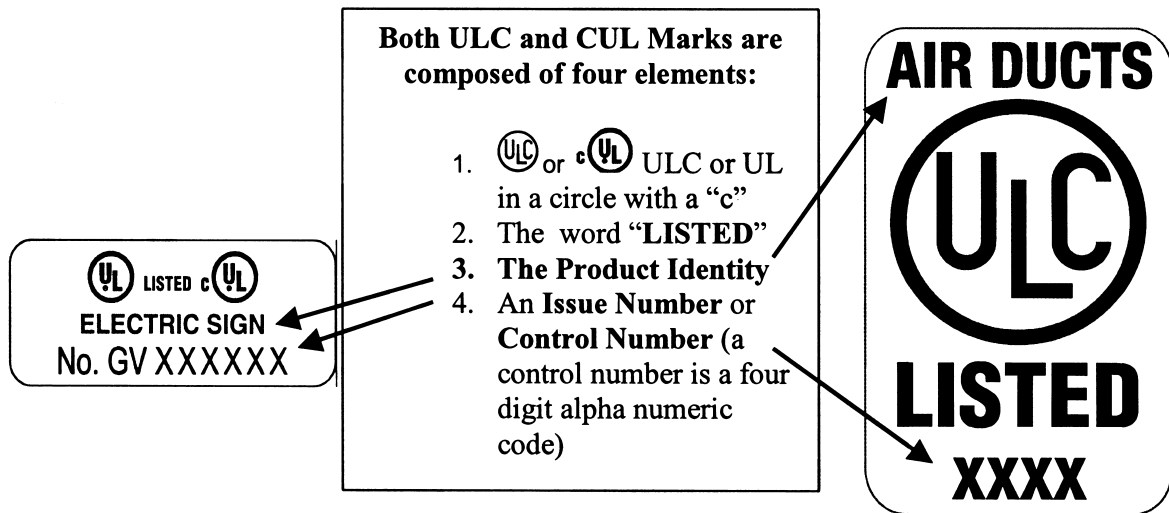 Both ULC and CUL Marks are
composed of four elements:
1. ULC or c UL ULC or UL
in a circle with a “c”
2. The word “LISTED”
3. The Product Identity
4. An Issue Number or
Control Number (a
control number is a four
digit alpha numeric
code)
UL LISTED c UL
ELECTRIC SIGN
No. GV XXXXXX
AIR DUCTS
ULC
LISTED
XXXX